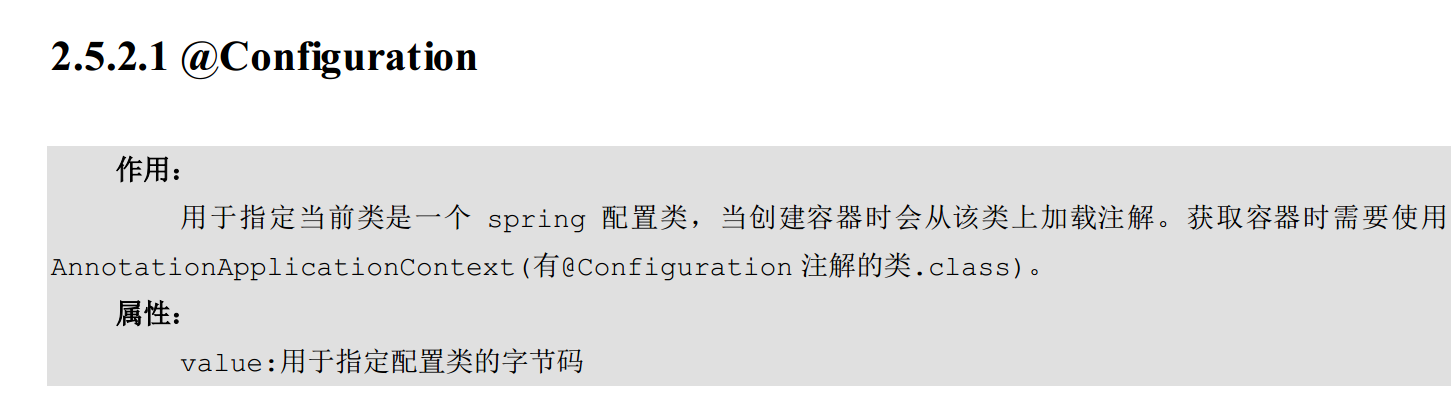 2.5.2.1 @Configuration
作用：
用于指定当前类是一个 spring 配置类，当创建容器时会从该类上加载注解。获取容器时需要使用
AnnotationApplicationContext(有@Configuration 注解的类.class)。
属性：
value:用于指定配置类的字节码